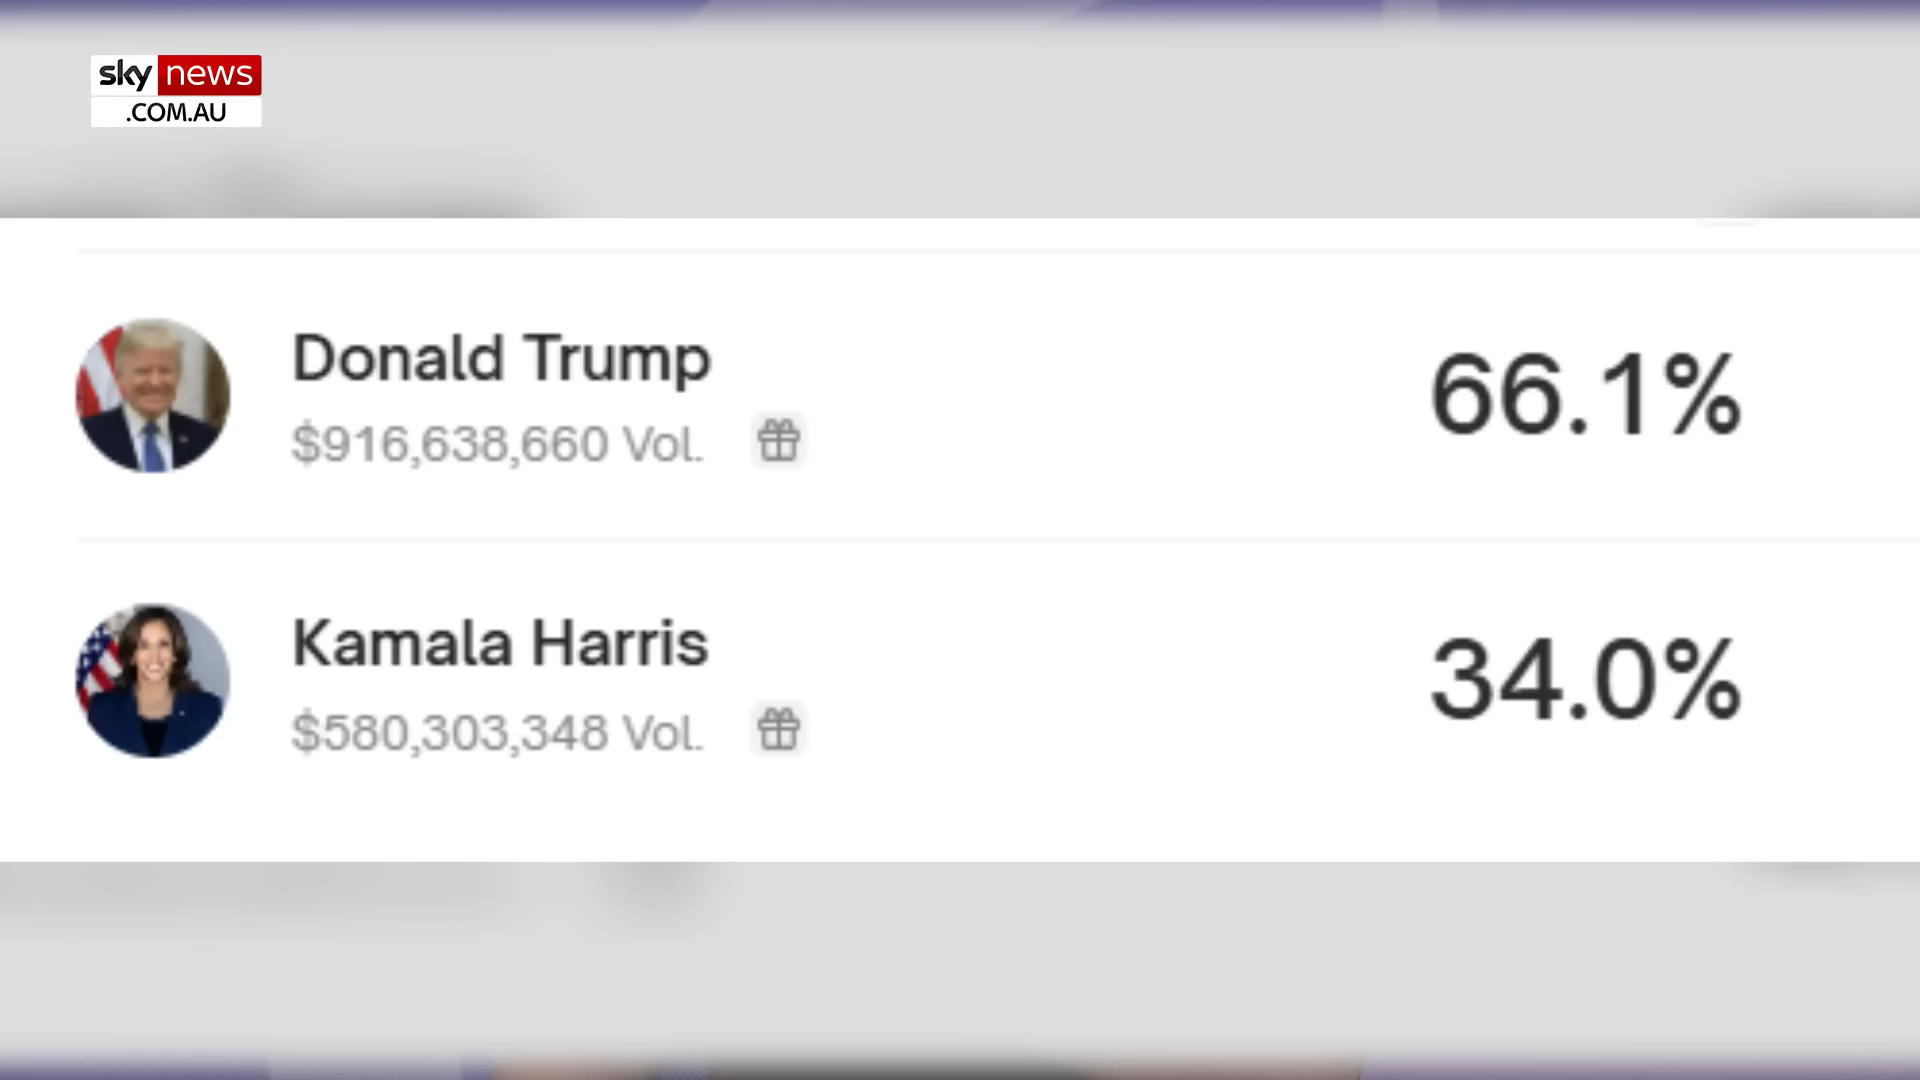 sky news
.COM.AU
Donald Trump
$916,638,660 Vol.
66.1%
Kamala Harris
$580,303,348 Vol.
34.0%